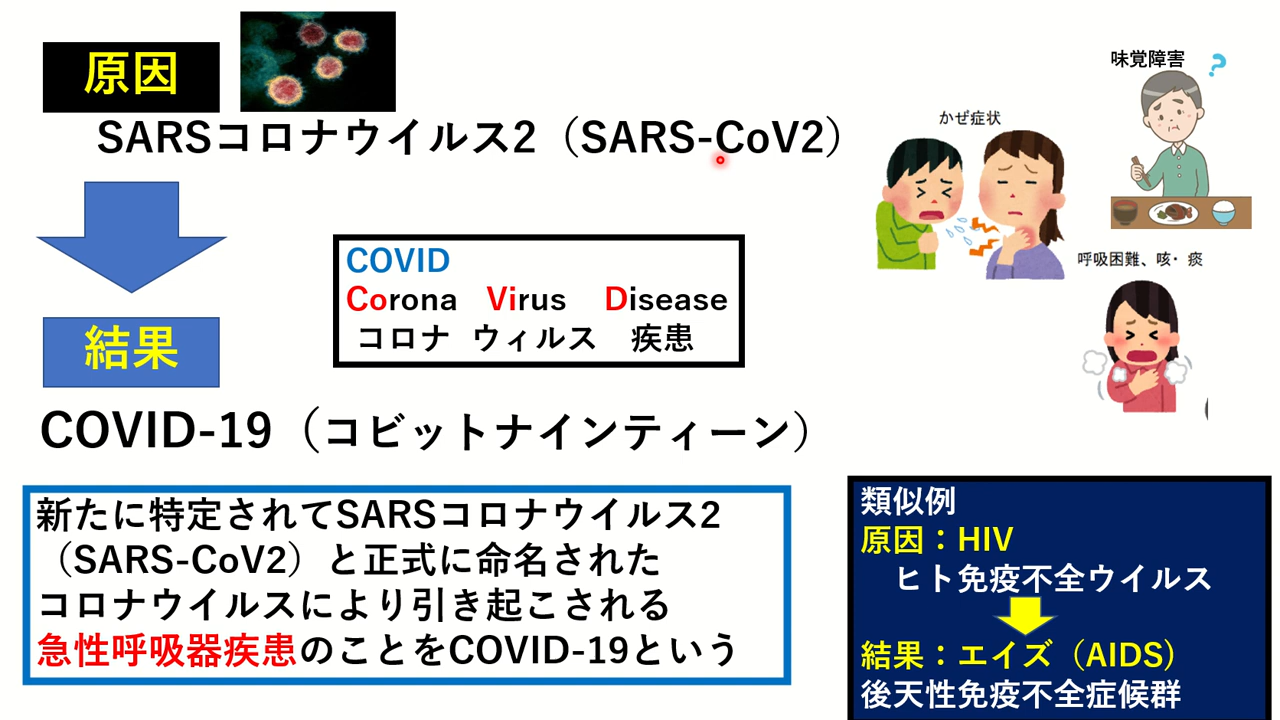 原因
SARSコロナウイルス2（SARS-CoV2）
結果
COVID-19（コビットナインティーン）
COVID
Corona Virus Disease
コロナ ウィルス 疾患
味覚障害
かぜ症状
呼吸困難、咳・痰
新たに特定されてSARSコロナウイルス2
（SARS-CoV2）と正式に命名された
コロナウイルスにより引き起こされる
急性呼吸器疾患のことをCOVID-19という
類似例
原因：HIV
ヒト免疫不全ウイルス
結果：エイズ（AIDS）
後天性免疫不全症候群